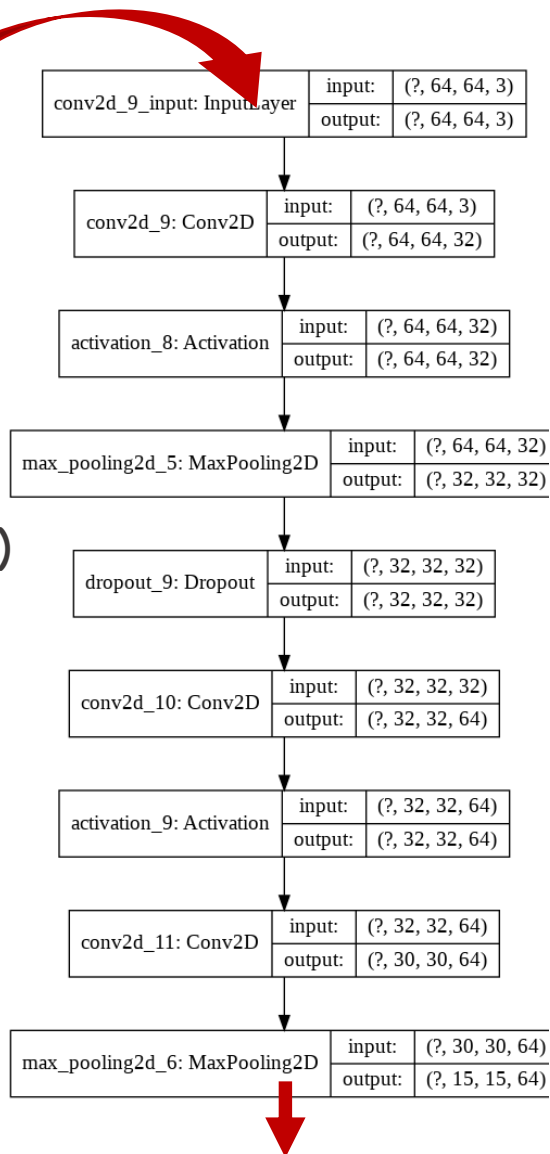 conv2d_9_input: InputLayer input: (?, 64, 64, 3)
output: (?, 64, 64, 3)
conv2d_9: Conv2D input: (?, 64, 64, 3)
output: (?, 64, 64, 32)
activation_8: Activation input: (?, 64, 64, 32)
output: (?, 64, 64, 32)
max_pooling2d_5: MaxPooling2D input: (?, 64, 64, 32)
output: (?, 32, 32, 32)
)
dropout_9: Dropout input: (?, 32, 32, 32)
output: (?, 32, 32, 32)
conv2d_10: Conv2D input: (?, 32, 32, 32)
output: (?, 32, 32, 64)
activation_9: Activation input: (?, 32, 32, 64)
output: (?, 32, 32, 64)
conv2d_11: Conv2D input: (?, 32, 32, 64)
output: (?, 30, 30, 64)
max_pooling2d_6: MaxPooling2D input: (?, 30, 30, 64)
output: (?, 15, 15, 64)